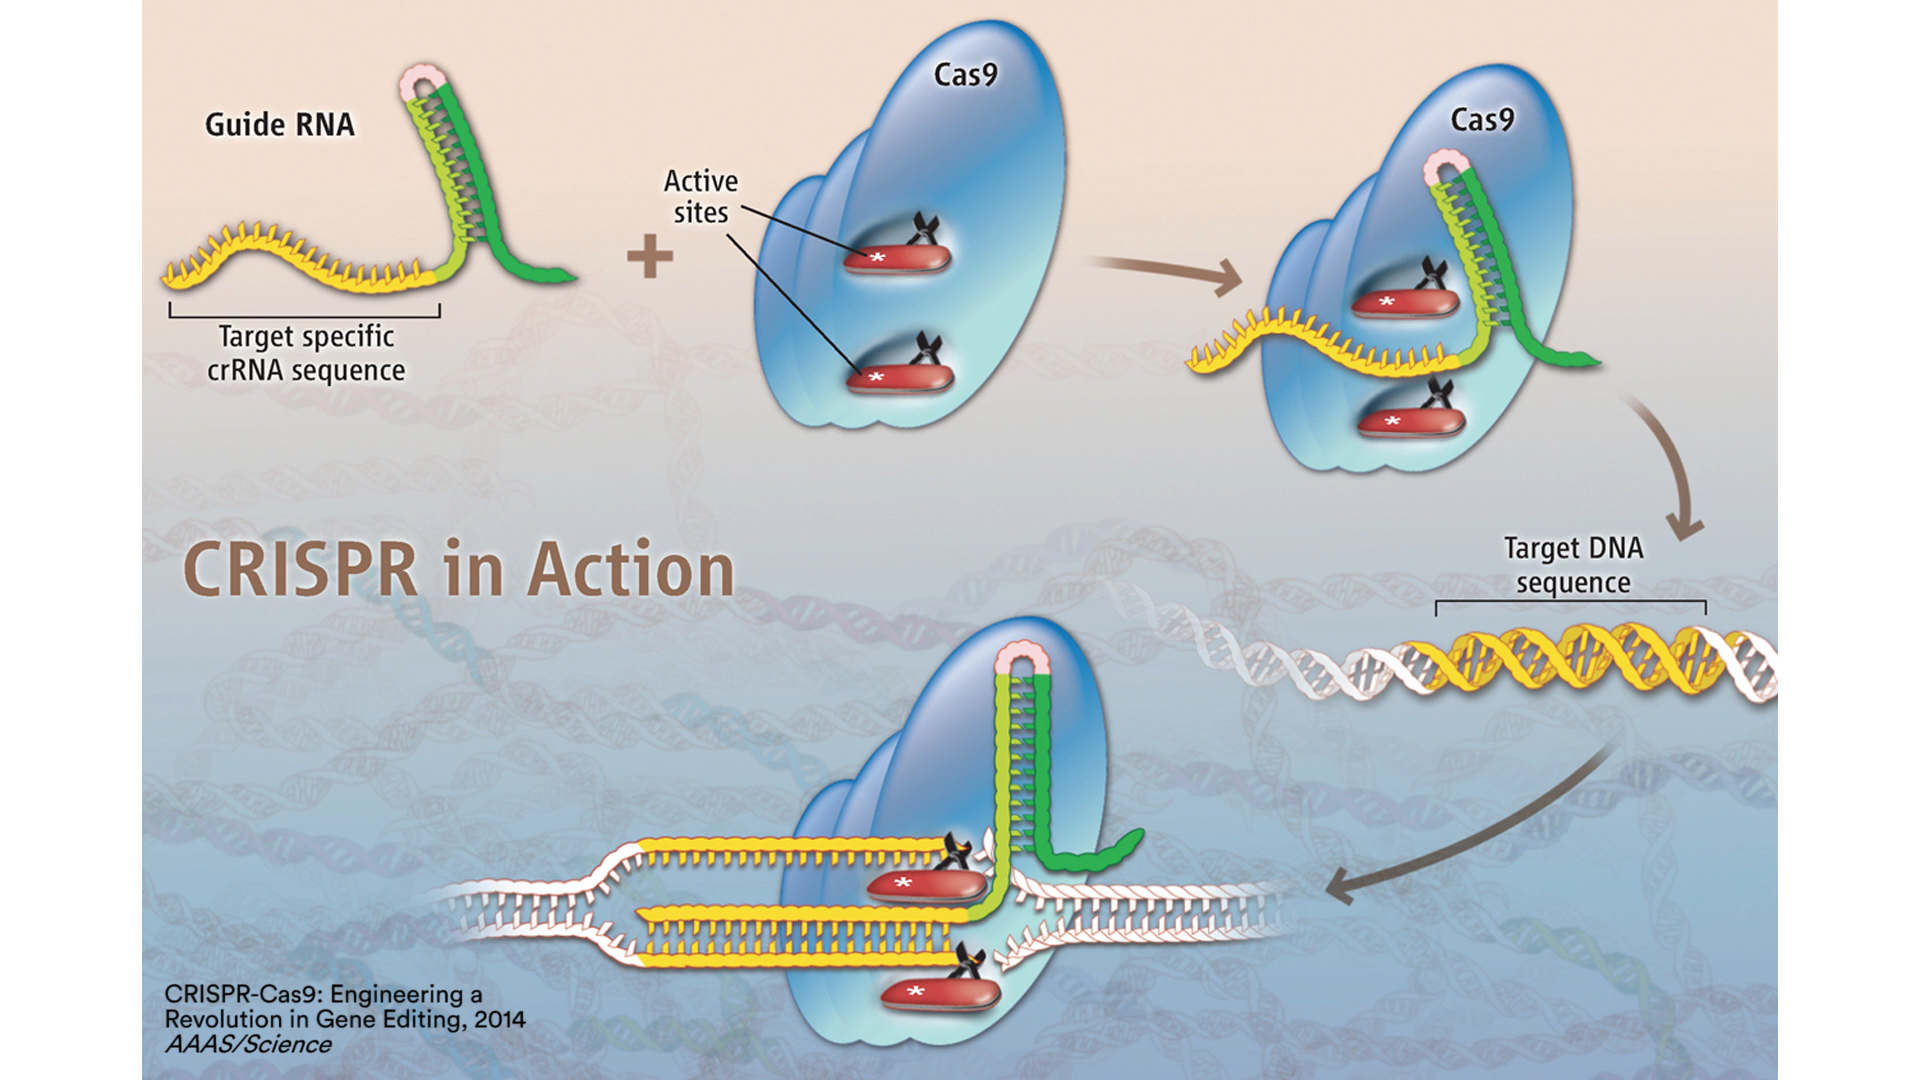 Guide RNA
Target specific
crRNA sequence
Active
sites
Cas9
*
*
Cas9
*
*
CRISPR in Action
Target DNA
sequence
*
*
CRISPR-Cas9: Engineering a
Revolution in Gene Editing, 2014
AAAS/Science